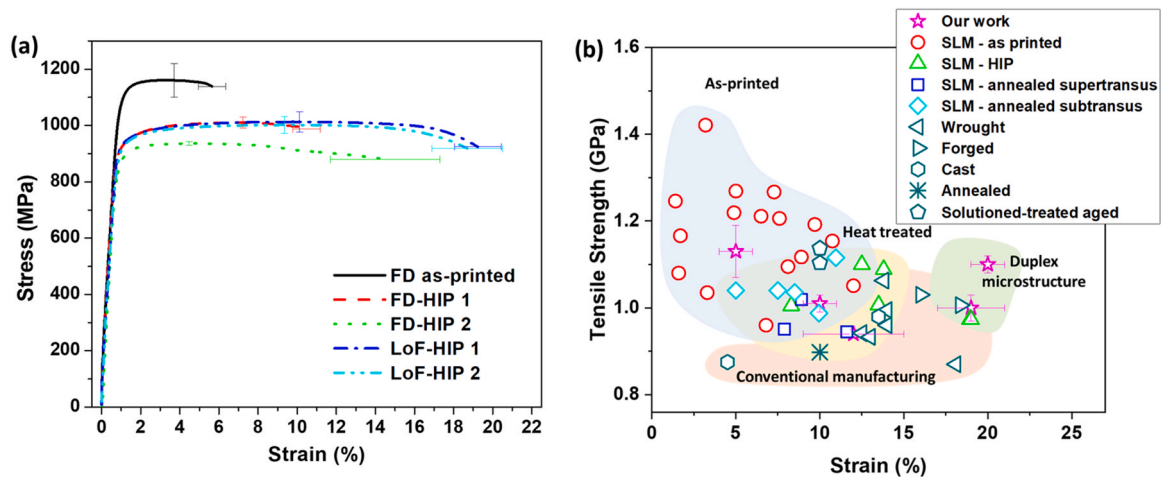 (a)
Stress (MPa)
1200
1000
800
600
400
200
0
FD as-printed
FD-HIP 1
FD-HIP 2
LoF-HIP 1
LoF-HIP 2
0 2 4 6 8 10 12 14 16 18 20 22
Strain (%)
(b)
Tensile Strength (GPa)
1.6
1.4
1.2
1.0
0.8
As-printed
Heat treated
Duplex
microstructure
Conventional manufacturing
0 5 10 15 20 25
Strain (%)
Our work
SLM - as printed
SLM - HIP
SLM - annealed supertransus
SLM - annealed subtransus
Wrought
Forged
Cast
Annealed
Solutioned-treated aged